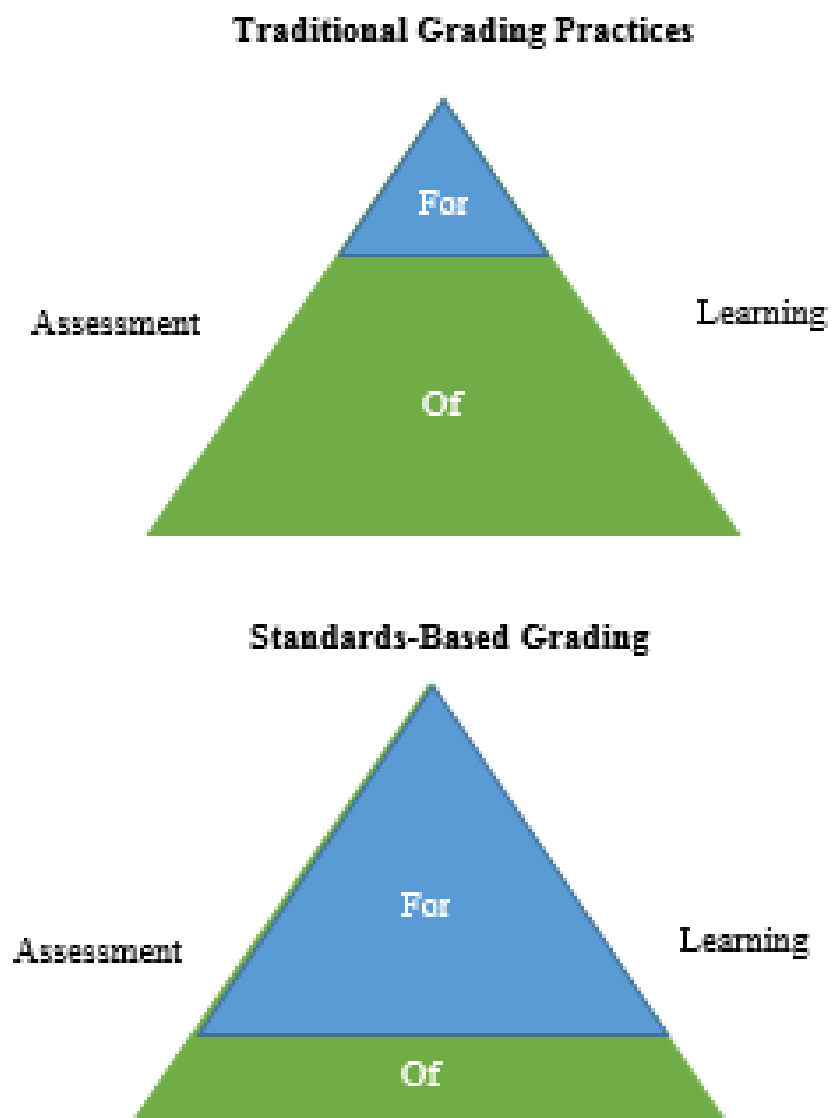 Traditional Grading Practices
For
Assessment
Learning
Of
Standards-Based Grading
For
Assessment
Learning
Of